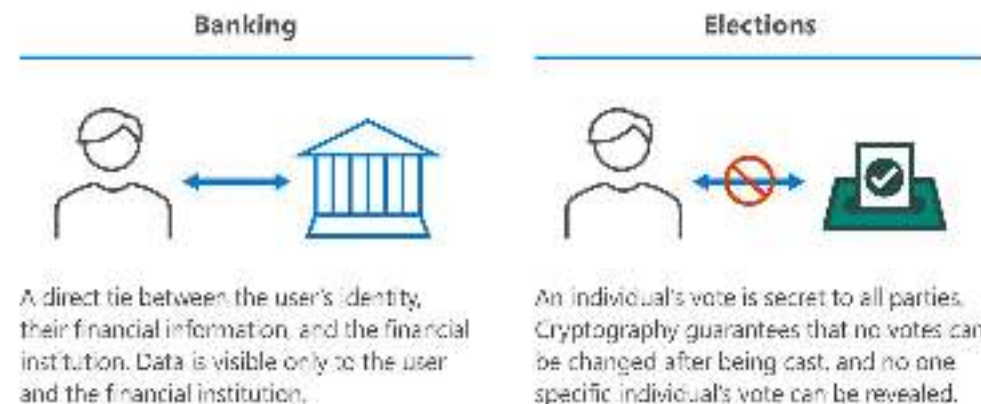 Banking
A direct tie between the user's identity,
their financial information, and the financial
institution. Data is visible only to the user
and the financial institution.
Elections
An individual's vote is secret to all parties.
Cryptography guarantees that no votes can
be changed after being cast, and no one
specific individual's vote can be revealed.